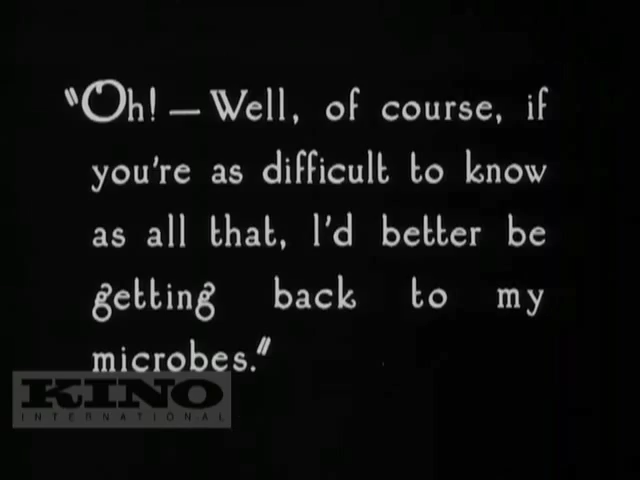 "Oh! — Well, of course, if
you're as difficult to know
as all that, I'd better be
getting back to my
microbes."
KINO
INTERNATIONAL